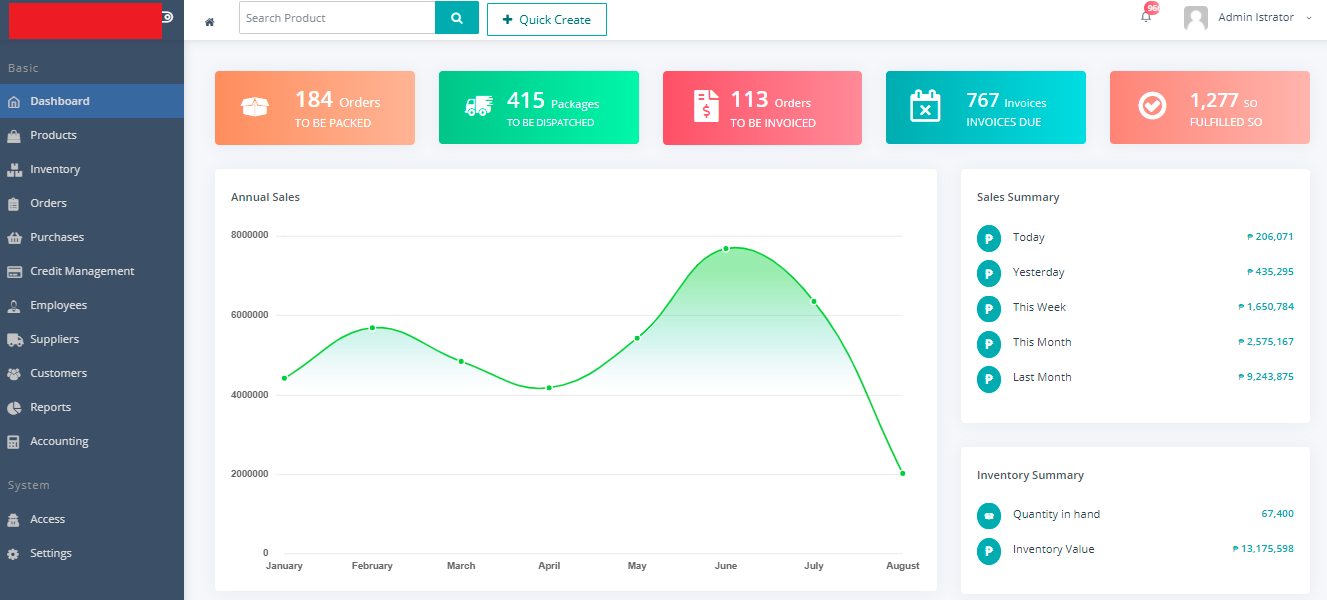 Search Product
+ Quick Create
Admin Istrator
Basic
Dashboard
Products
Inventory
Orders
Purchases
Credit Management
Employees
Suppliers
Customers
Reports
Accounting
System
Access
Settings
184 Orders
TO BE PACKED
415 Packages
TO BE DISPATCHED
113 Orders
TO BE INVOICED
767 Invoices
INVOICES DUE
1,277 SO
FULFILLED SO
Annual Sales
8000000
6000000
4000000
2000000
0
January February March April May June July August
Sales Summary
Today ₱ 206,071
Yesterday ₱ 435,295
This Week ₱ 1,650,784
This Month ₱ 2,575,167
Last Month ₱ 9,243,875
Inventory Summary
Quantity in hand 67,400
Inventory Value ₱ 13,175,598